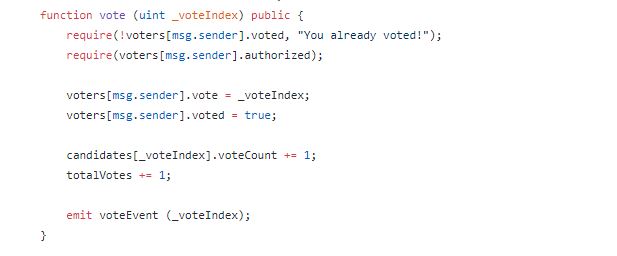 function vote (uint _voteIndex) public {
require(!voters[msg.sender].voted, "You already voted!");
require(voters[msg.sender].authorized);
voters[msg.sender].vote = _voteIndex;
voters[msg.sender].voted = true;
candidates[_voteIndex].voteCount += 1;
totalVotes += 1;
emit voteEvent (_voteIndex);
}